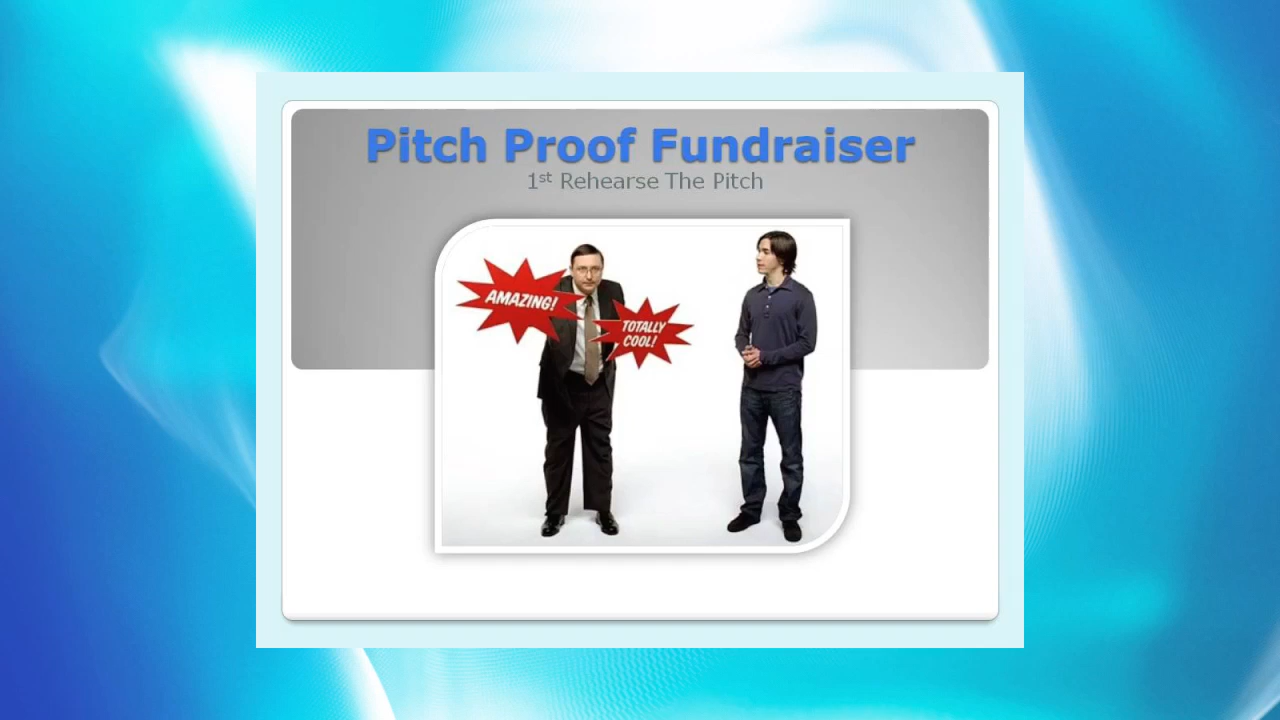 Pitch Proof Fundraiser
1st Rehearse The Pitch
AMAZING!
TOTALLY
COOL!